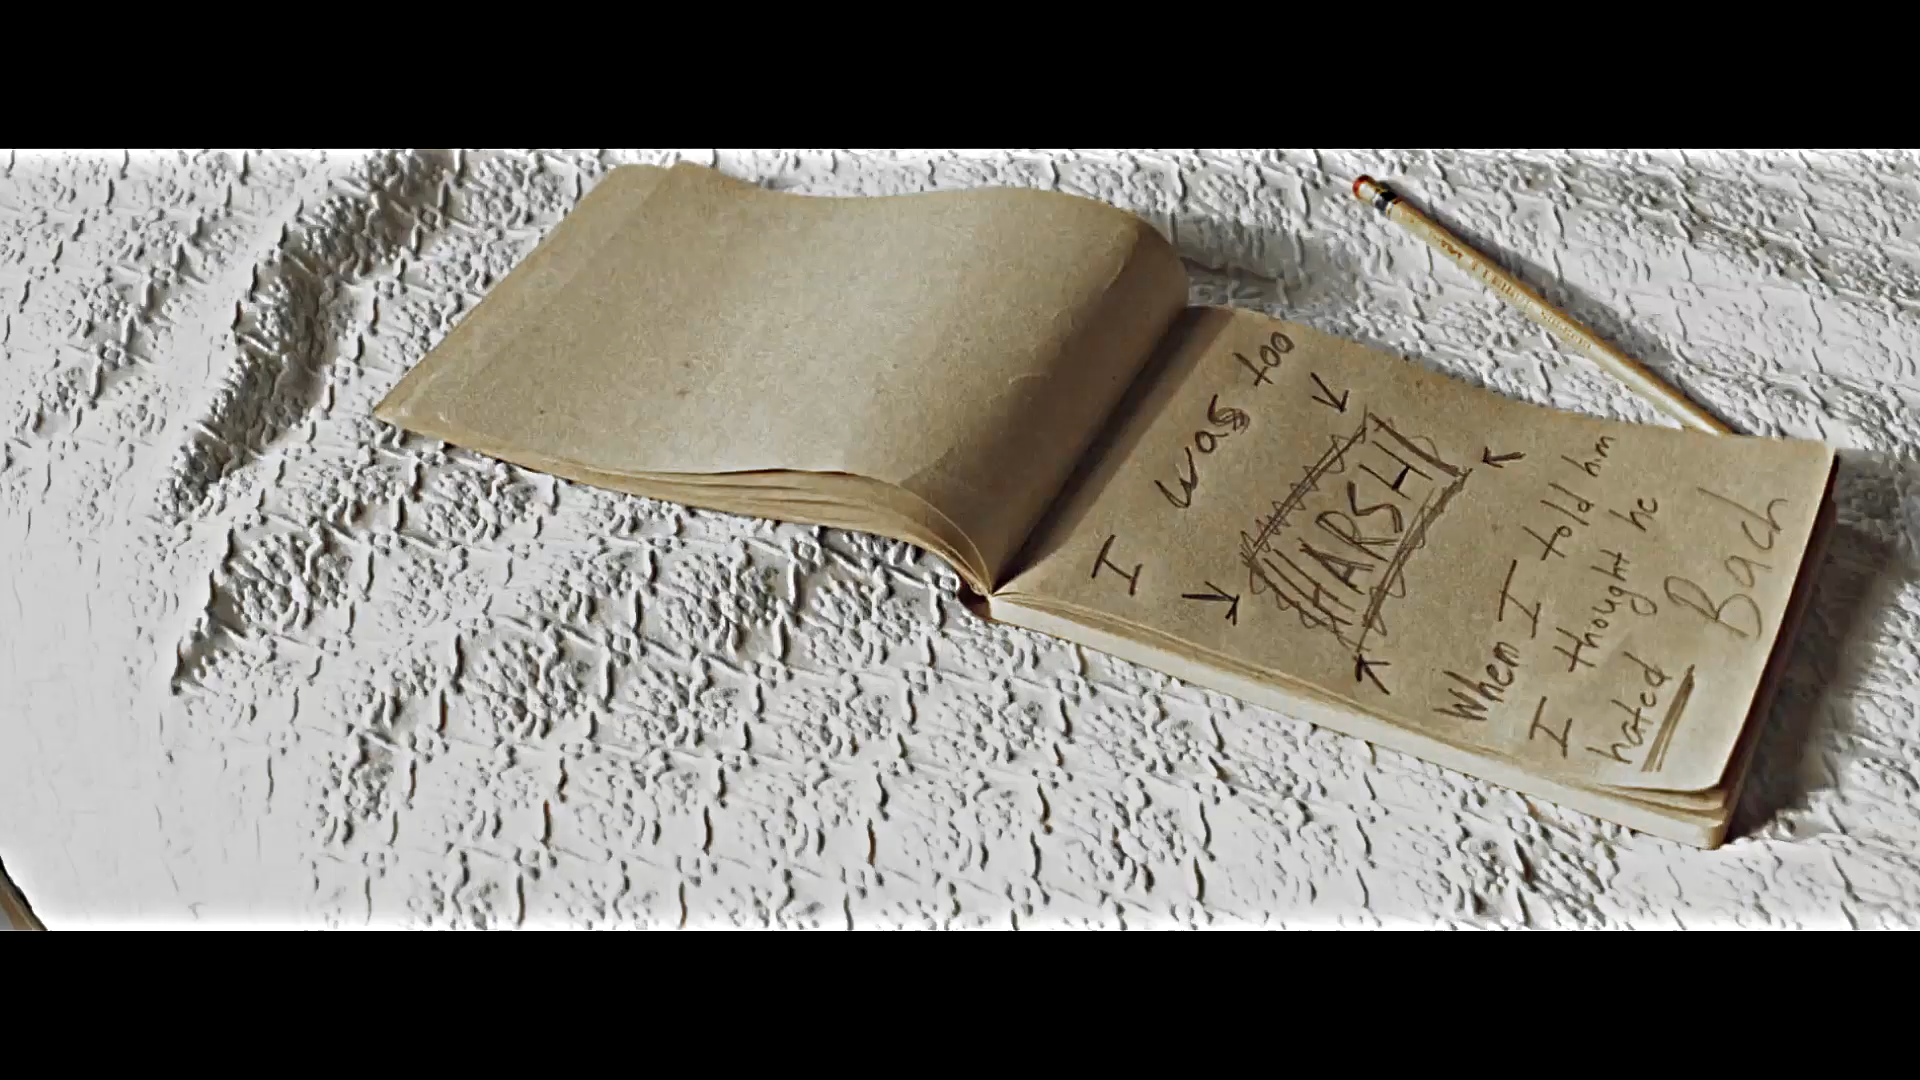 I was too
HARSH
When I told him
I thought he
hated Bach